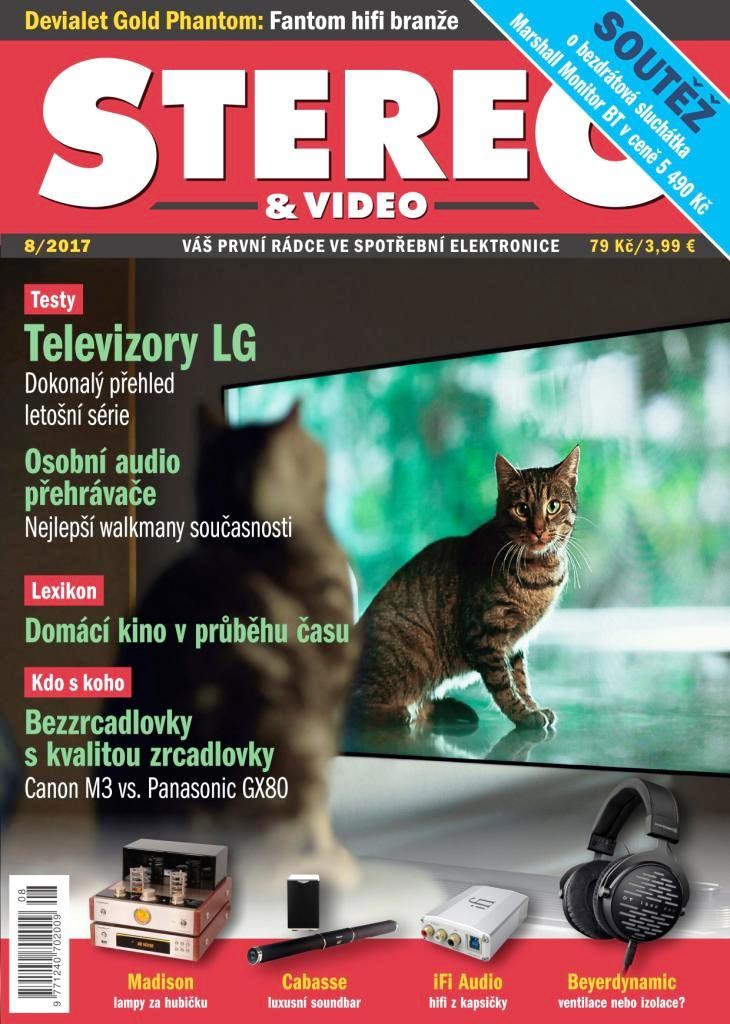 Devialet Gold Phantom: Fantom hifi branže
SOUTĚŽ
o bezdrátová sluchátka
Marshall Monitor BT v ceně 5 490 Kč
STEREO
& VIDEO
8/2017 VÁŠ PRVNÍ RÁDCE VE SPOTŘEBNÍ ELEKTRONICE 79 Kč/3,99 €
Testy
Televizory LG
Dokonalý přehled
letošní série
Osobní audio
přehrávače
Nejlepší walkmany současnosti
Lexikon
Domácí kino v průběhu času
Kdo s koho
Bezzrcadlovky
s kvalitou zrcadlovky
Canon M3 vs. Panasonic GX80
08
9 771240 702009
iFi
Madison
lampy za hubičku
Cabasse
luxusní soundbar
iFi Audio
hifi z kapsičky
Beyerdynamic
ventilace nebo izolace?